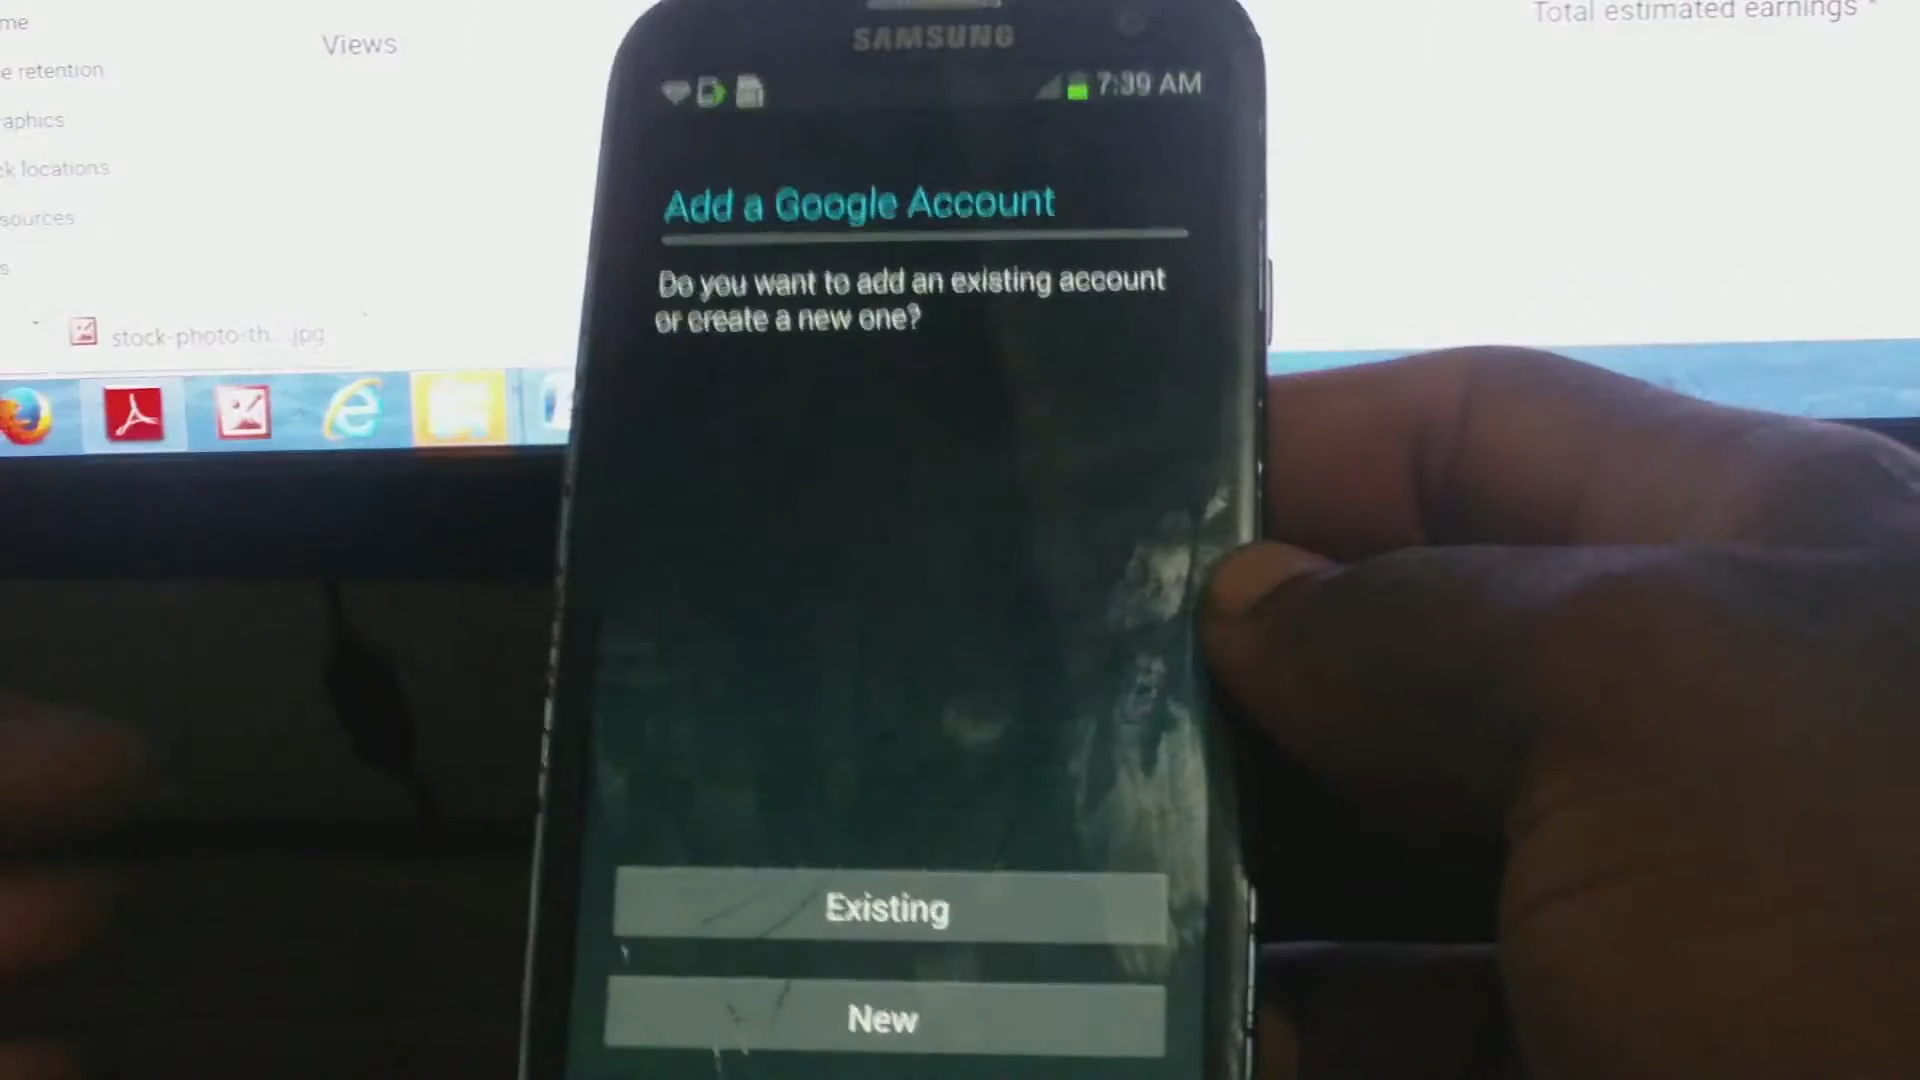 me
Views
Total estimated earnings
e retention
aphics
ck locations
sources
s
stock-photo-th... .jpg
SAMSUNG
7:39 AM
Add a Google Account
Do you want to add an existing account
or create a new one?
Existing
New